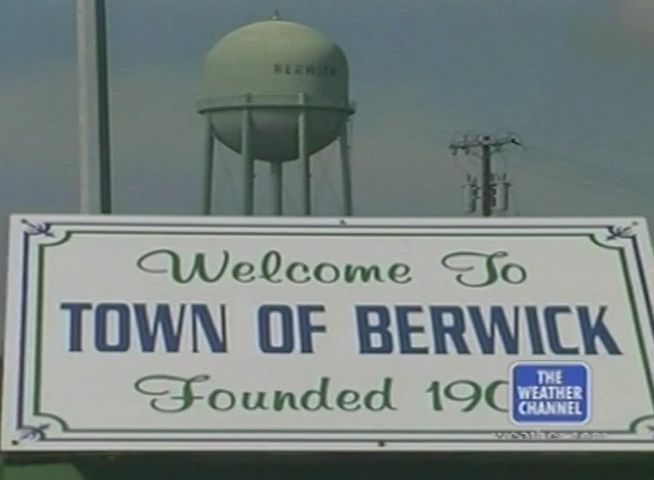 BERWICK
Welcome To
TOWN OF BERWICK
Founded 190
THE
WEATHER
CHANNEL